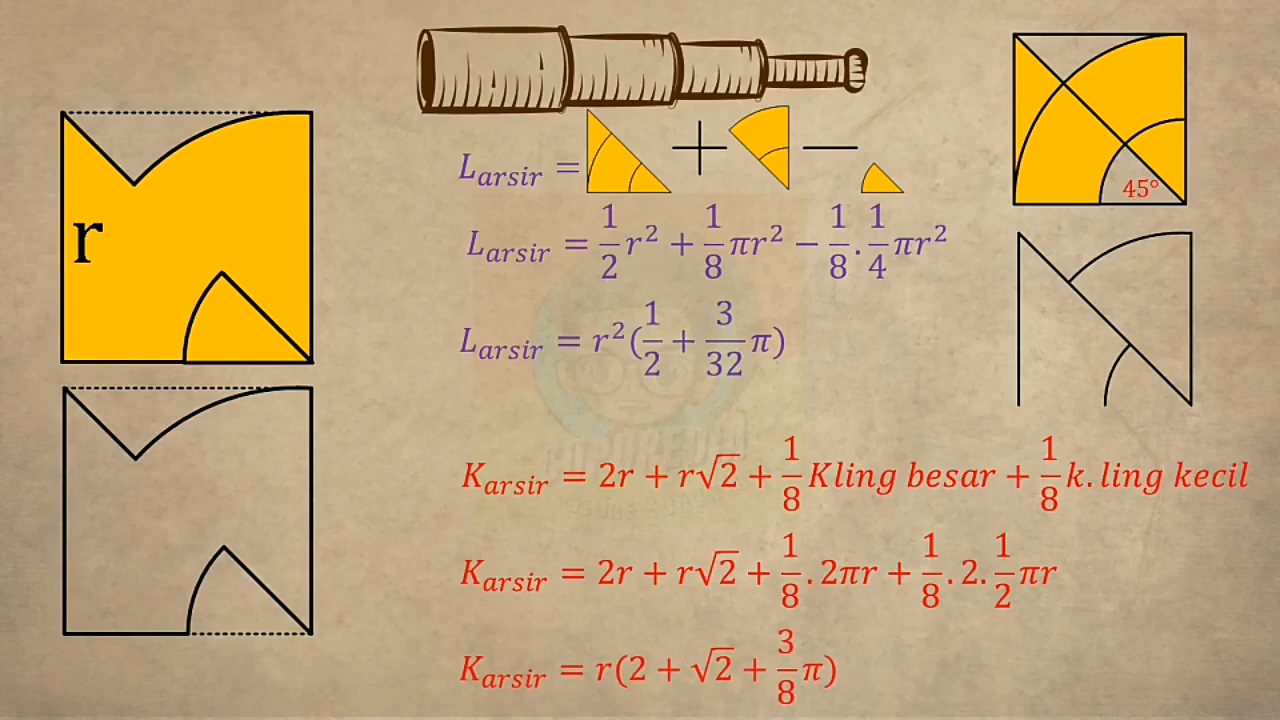 r
45°
L_arsir = + −
L_arsir = 1/2 r² + 1/8 πr² − 1/8 . 1/4 πr²
L_arsir = r²(1/2 + 3/32 π)
K_arsir = 2r + r√2 + 1/8 Kling besar + 1/8 k. ling kecil
K_arsir = 2r + r√2 + 1/8 . 2πr + 1/8 . 2. 1/2 πr
K_arsir = r(2 + √2 + 3/8 π)